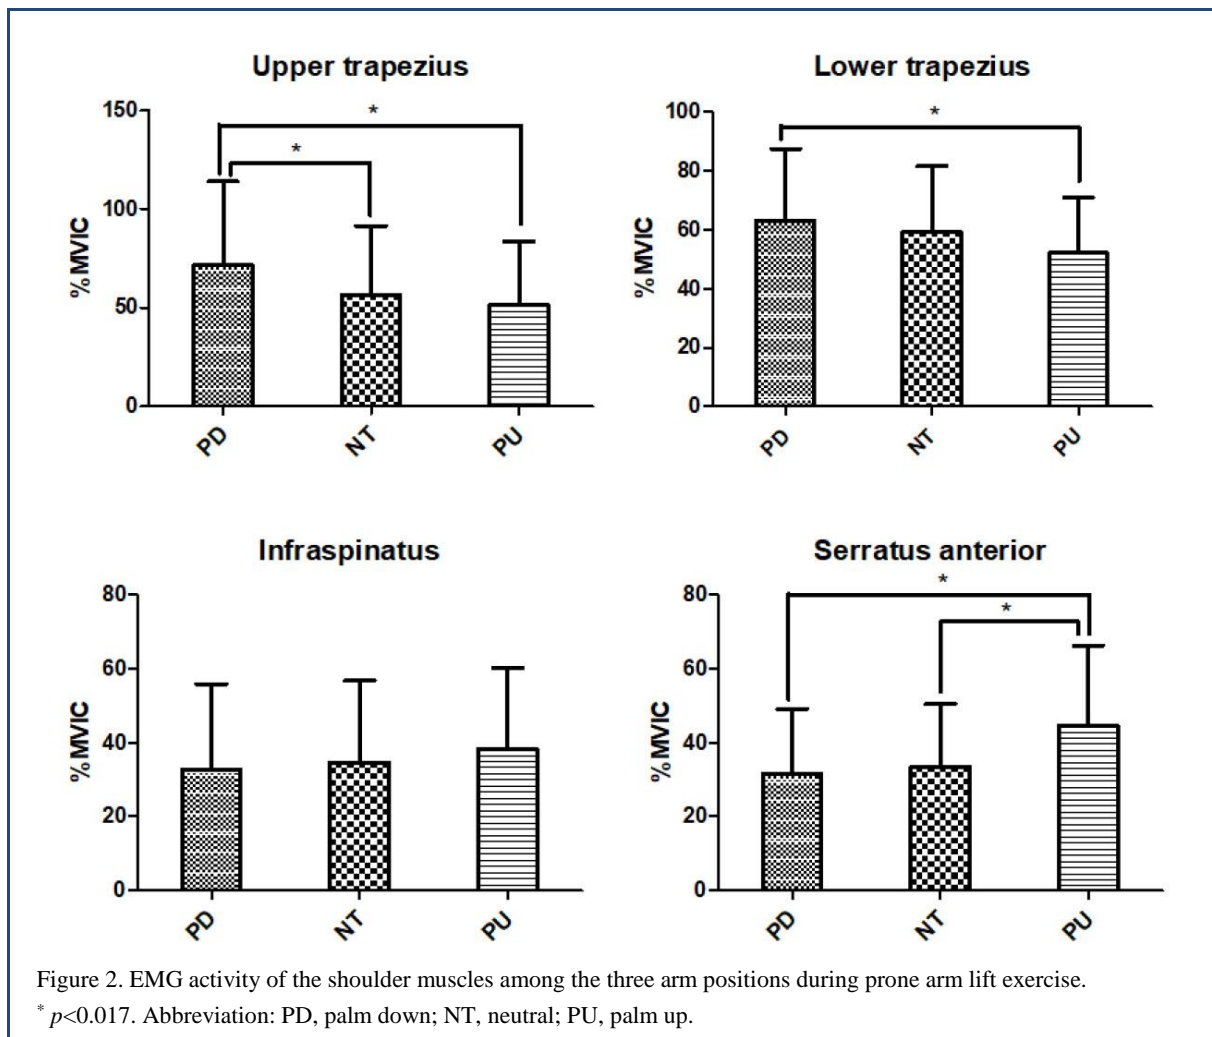 Upper trapezius
%MVIC
150
100
50
0
*
*
PD
NT
PU
Lower trapezius
%MVIC
100
80
60
40
20
0
*
PD
NT
PU
Infraspinatus
%MVIC
80
60
40
20
0
PD
NT
PU
Serratus anterior
%MVIC
80
60
40
20
0
*
*
PD
NT
PU
Figure 2. EMG activity of the shoulder muscles among the three arm positions during prone arm lift exercise.
* p<0.017. Abbreviation: PD, palm down; NT, neutral; PU, palm up.